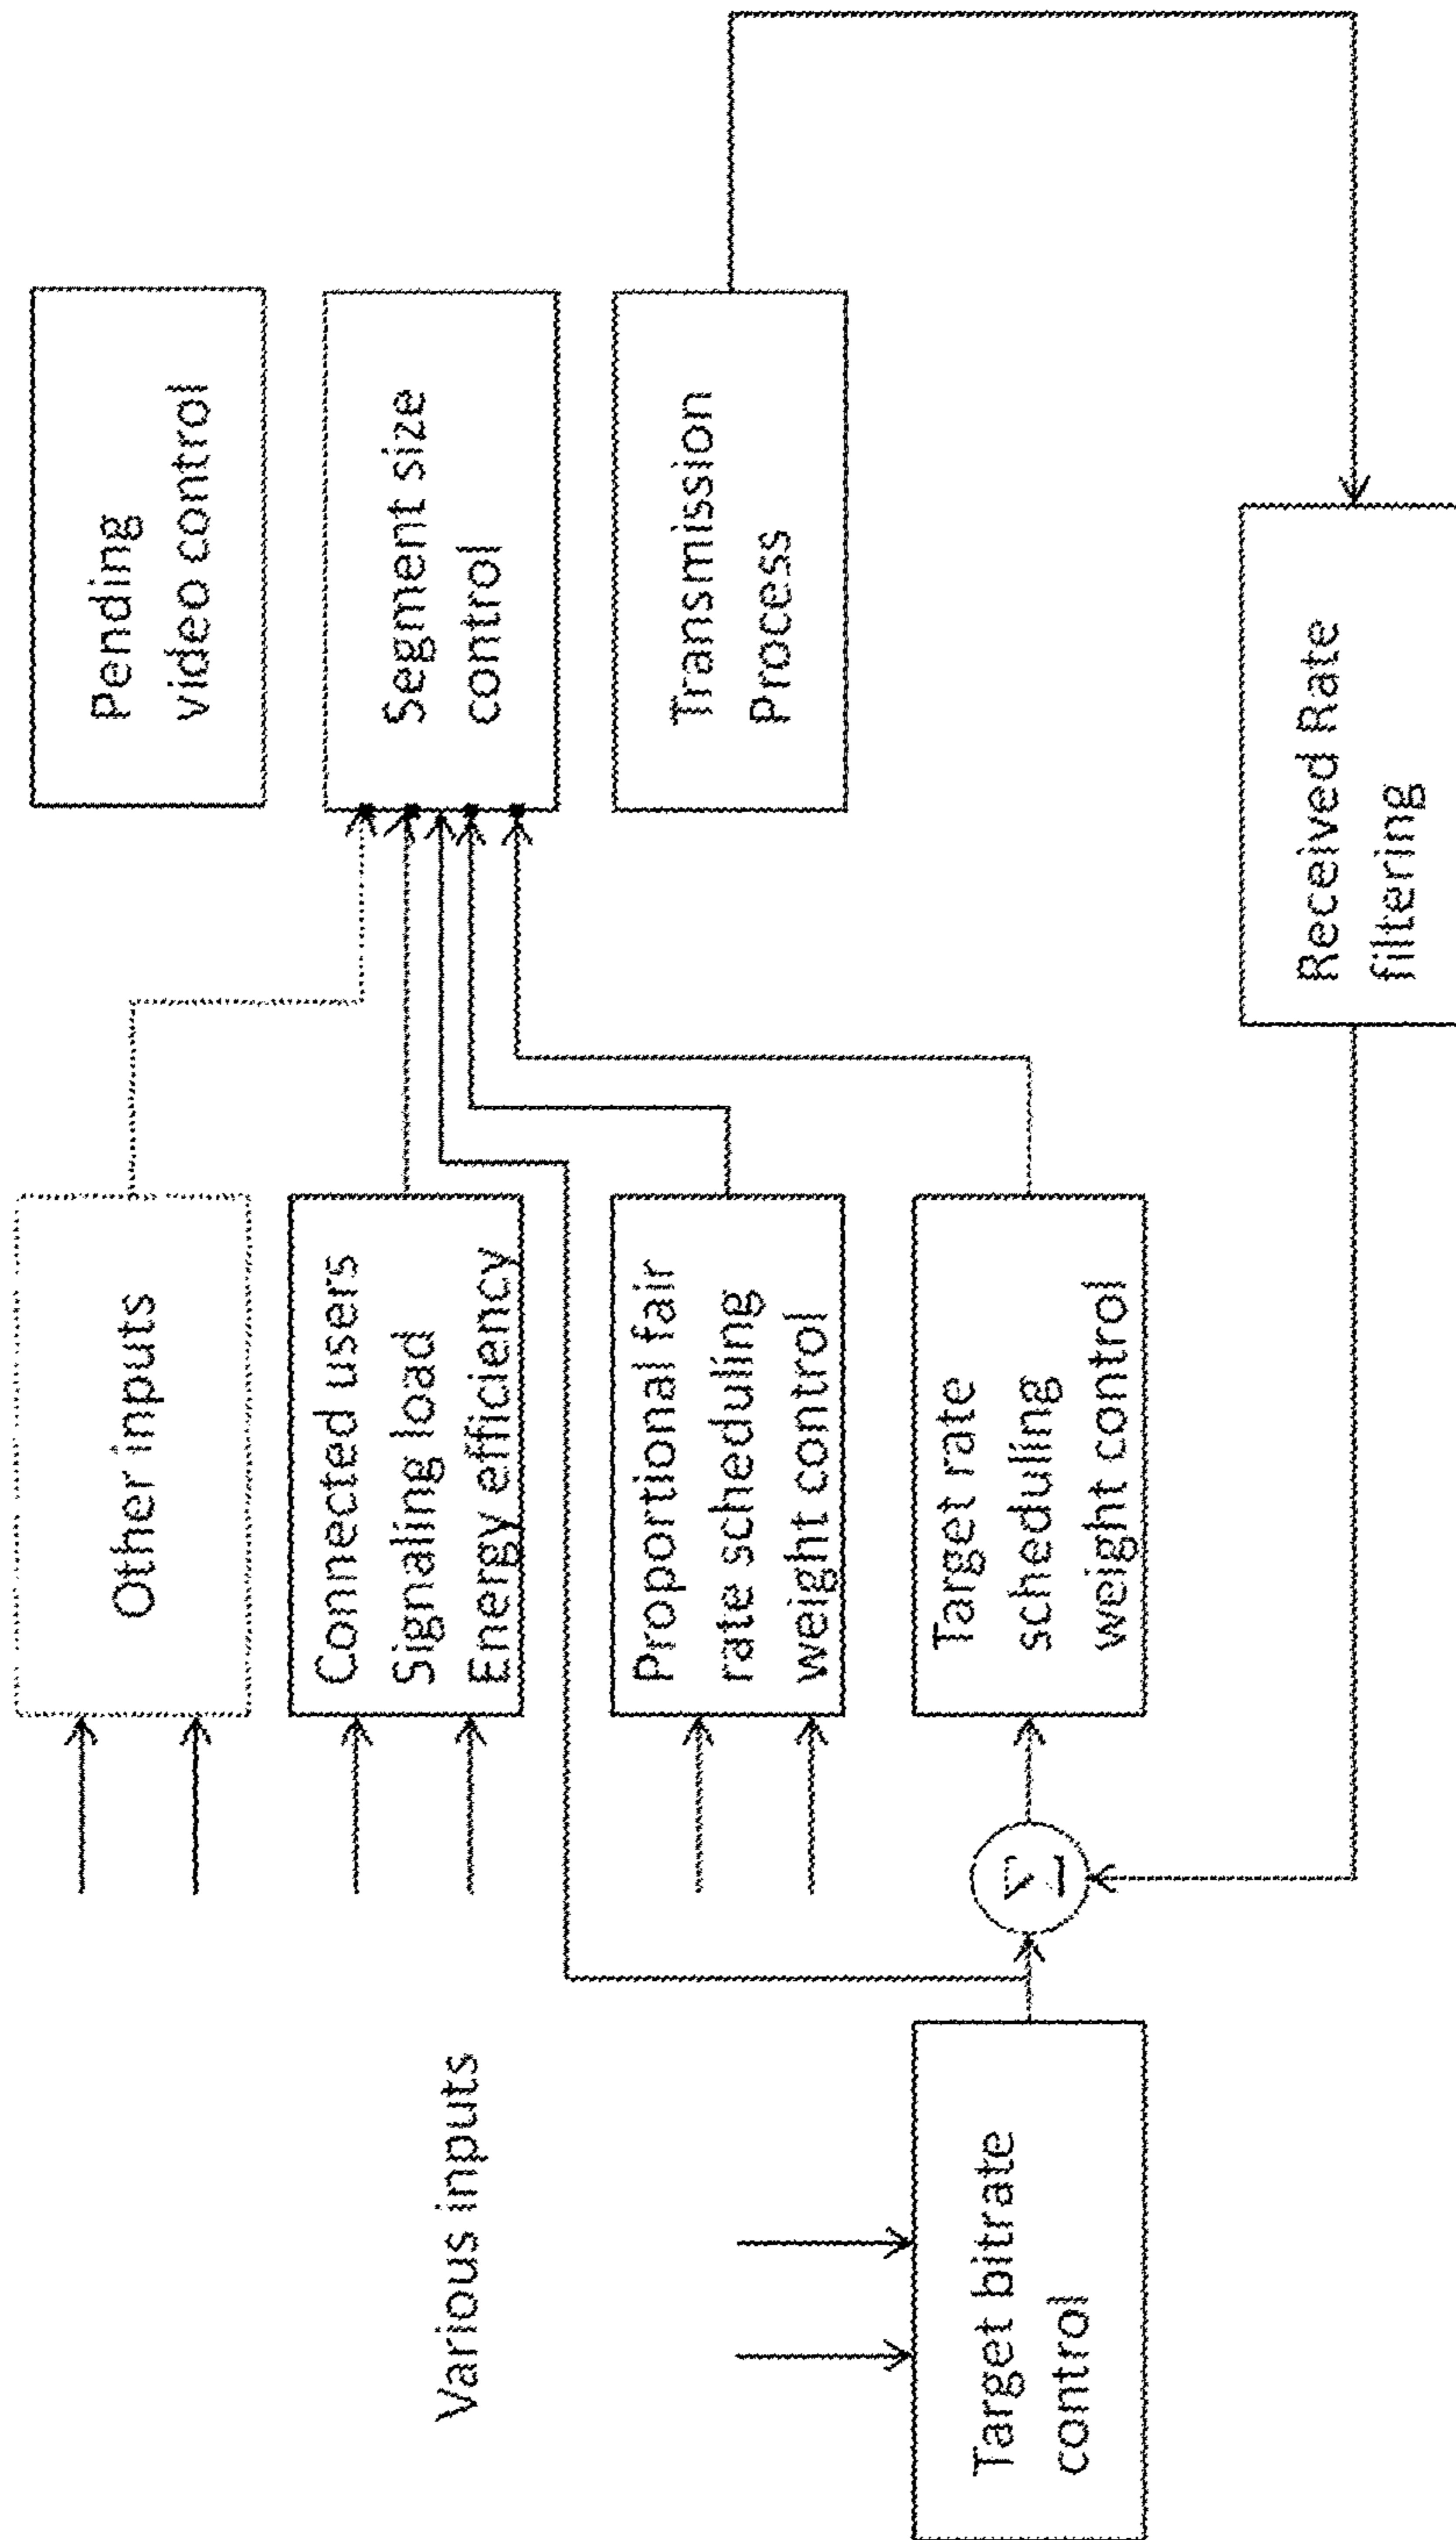 Other inputs
Pending
video control
Connected users
Signaling load
Energy efficiency
Segment size
control
Various inputs
Proportional fair
rate scheduling
weight control
Transmission
Process
Target bitrate
control
Σ
Target rate
scheduling
weight control
Received Rate
filtering